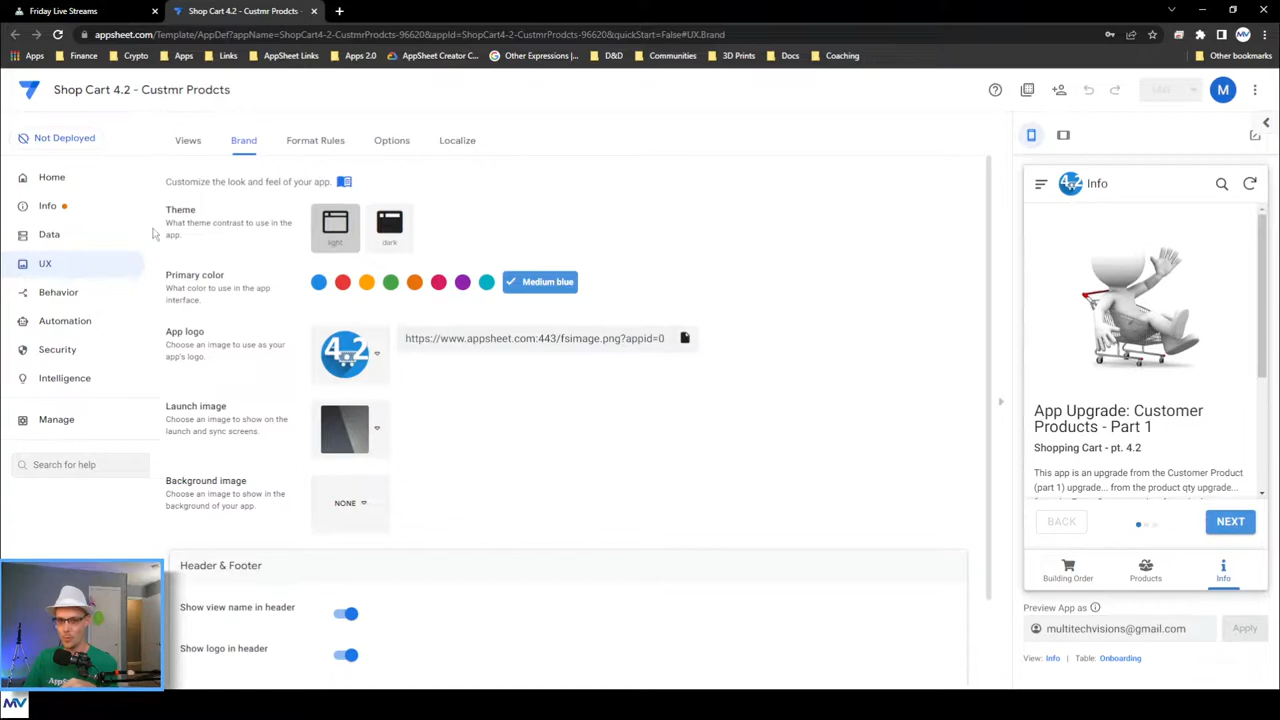 Friday Live Streams
Shop Cart 4.2 - Custmr Prodcts -
appsheet.com/Template/AppDef?appName=ShopCart4-2-CustmrProdcts-96620&appId=ShopCart4-2-CustmrProdcts-96620&quickStart=False#UX.Brand
Apps
Finance
Crypto
Apps
Links
AppSheet Links
Apps 2.0
AppSheet Creator C...
Other Expressions | ...
D&D
Communities
3D Prints
Docs
Coaching
Other bookmarks
Shop Cart 4.2 - Custmr Prodcts
SAVE
M
Not Deployed
Home
Info
Data
UX
Behavior
Automation
Security
Intelligence
Manage
Search for help
Views
Brand
Format Rules
Options
Localize
Customize the look and feel of your app.
Theme
What theme contrast to use in the
app.
light
dark
Primary color
What color to use in the app
interface.
Medium blue
App logo
Choose an image to use as your
app's logo.
4.2
https://www.appsheet.com:443/fsimage.png?appid=0
Launch image
Choose an image to show on the
launch and sync screens.
Background image
Choose an image to show in the
background of your app.
NONE
Header & Footer
Show view name in header
Show logo in header
4.2
Info
App Upgrade: Customer
Products - Part 1
Shopping Cart - pt. 4.2
This app is an upgrade from the Customer Product
(part 1) upgrade... from the product qty upgrade...
BACK
NEXT
Building Order
Products
Info
Preview App as
multitechvisions@gmail.com
Apply
View: Info | Table: Onboarding
MV